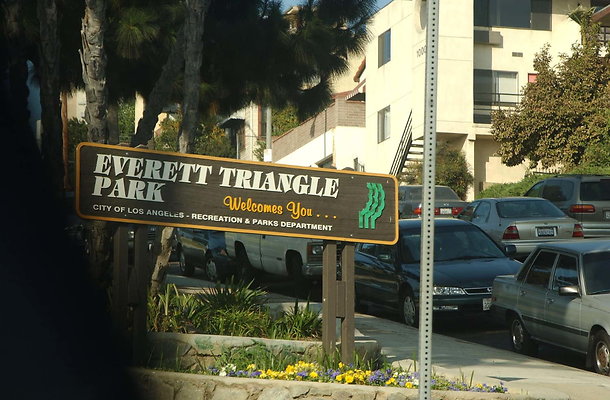 EVERETT TRIANGLE
PARK
Welcomes You . . .
CITY OF LOS ANGELES - RECREATION & PARKS DEPARTMENT